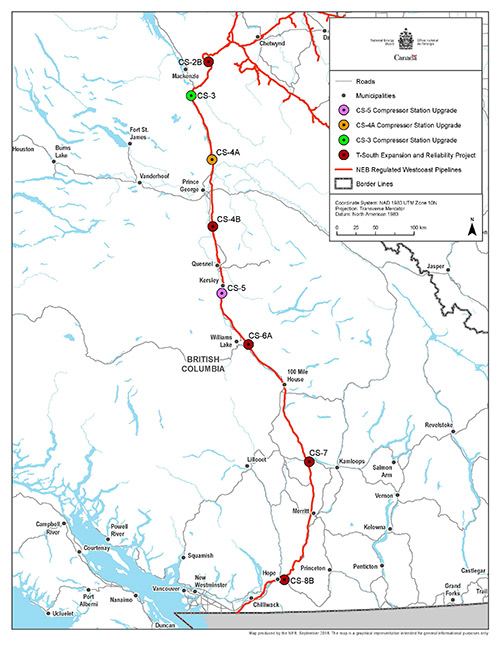 Chetwynd
CS-2B
Mackenzie
CS-3
National Energy
Board
Office national
de l'énergie
Canada
Roads
Municipalities
CS-5 Compressor Station Upgrade
CS-4A Compressor Station Upgrade
CS-3 Compressor Station Upgrade
T-South Expansion and Reliability Project
NEB Regulated Westcoast Pipelines
Border Lines
Coordinate System: NAD 1983 UTM Zone 10N
Projection: Transverse Mercator
Datum: North American 1983
0 25 50 100 km
N
Fort St.
James
Houston
Burns
Lake
Vanderhoof
CS-4A
Prince
George
CS-4B
Quesnel
Jasper
Kersley
CS-5
Williams
Lake
CS-6A
BRITISH
COLUMBIA
100 Mile
House
Revelstoke
CS-7
Lillooet
Kamloops
Salmon
Arm
Vernon
Merritt
Campbell
River
Powell
River
Kelowna
Courtenay
Squamish
Penticton
Princeton
Castlegar
Hope
CS-8B
New
Westminster
Vancouver
Chilliwack
Grand
Forks
Trail
Port
Alberni
Nanaimo
Ucluelet
Duncan
Map produced by the NEB, September 2018. The map is a graphical representation intended for general informational purposes only.